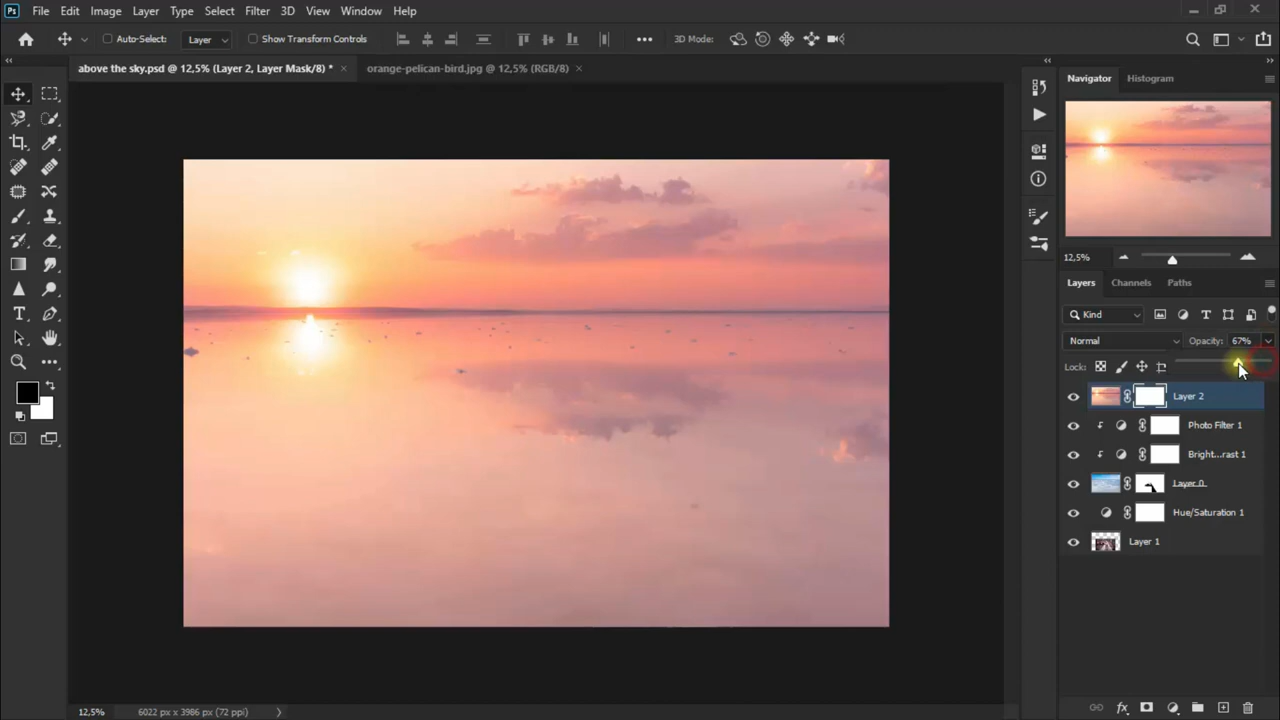 Ps File Edit Image Layer Type Select Filter 3D View Window Help
Auto-Select: Layer Show Transform Controls 3D Mode:
above the sky.psd @ 12,5% (Layer 2, Layer Mask/8) * × orange-pelican-bird.jpg @ 12,5% (RGB/8) ×
Navigator Histogram
12,5%
Layers Channels Paths
Kind
Normal Opacity: 67%
Lock:
Layer 2
Photo Filter 1
Bright...rast 1
Layer 0
Hue/Saturation 1
Layer 1
12,5% 6022 px x 3986 px (72 ppi)